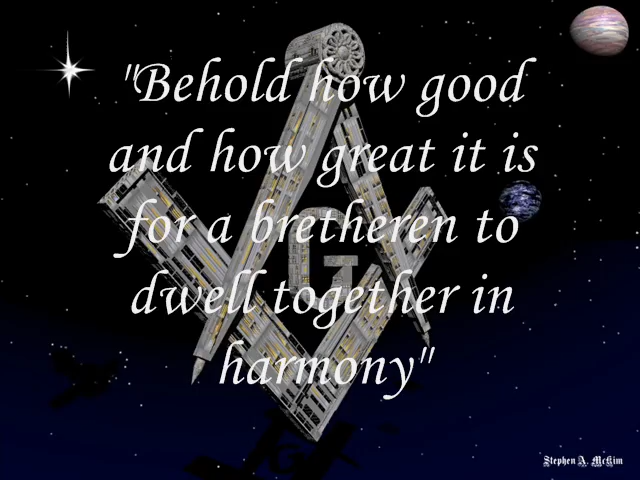 "Behold how good
and how great it is
for a bretheren to
dwell together in
harmony"
G
Stephen A. McKim